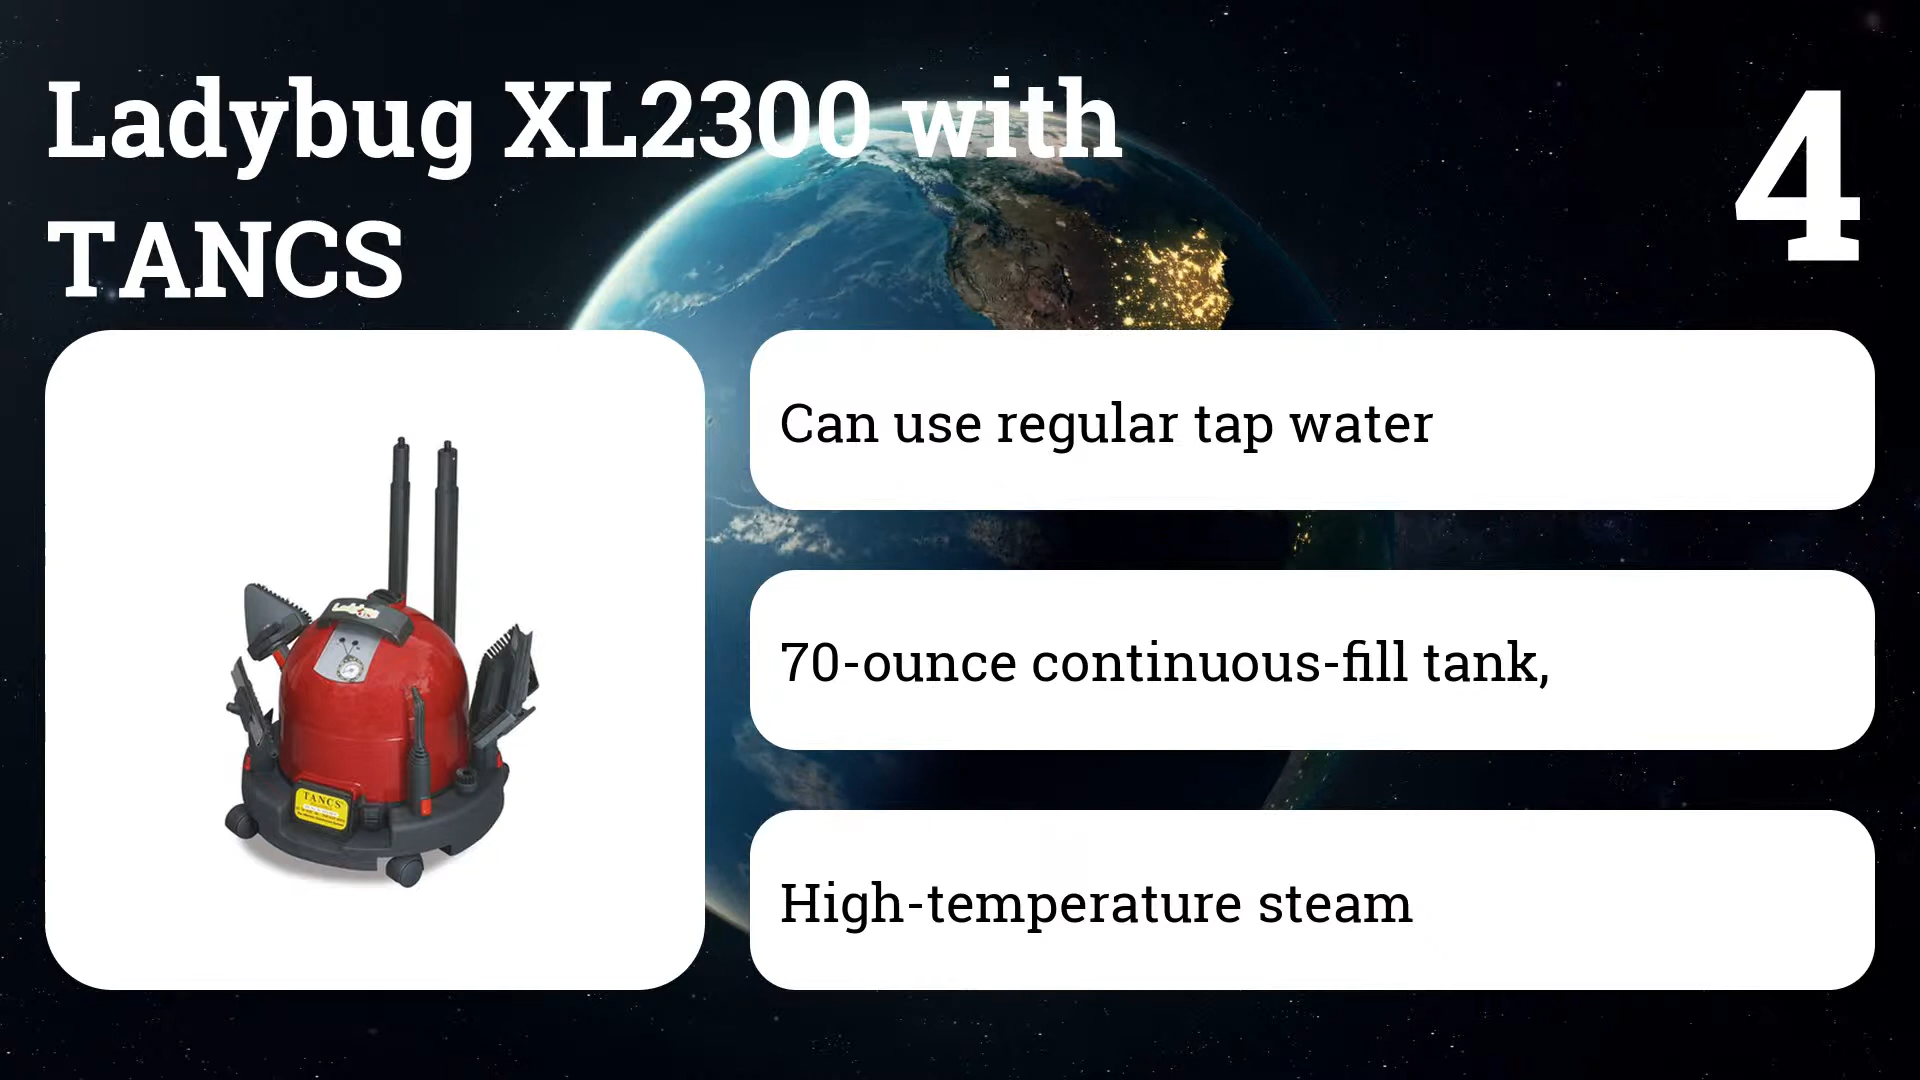 Ladybug XL2300 with
TANCS
4
Can use regular tap water
70-ounce continuous-fill tank,
High-temperature steam
TANCS